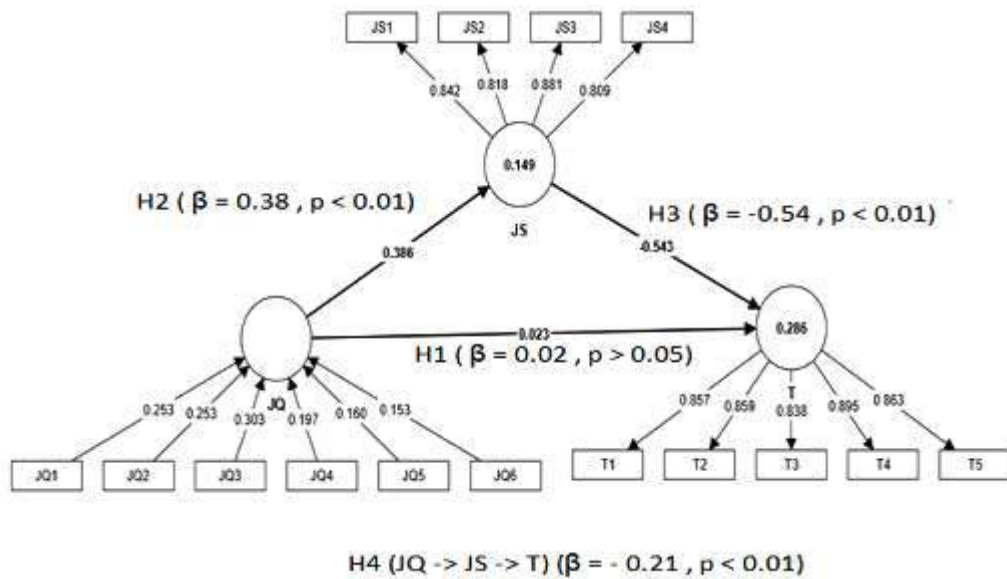 JS1 JS2 JS3 JS4
0.842 0.818 0.881 0.809
0.149
H2 ( β = 0.38 , p < 0.01)
JS
H3 ( β = -0.54 , p < 0.01)
0.386
-0.543
0.023
0.286
H1 ( β = 0.02 , p > 0.05)
JQ
T
0.253 0.253 0.303 0.197 0.160 0.153
0.857 0.859 0.838 0.895 0.863
JQ1 JQ2 JQ3 JQ4 JQ5 JQ6
T1 T2 T3 T4 T5
H4 (JQ -> JS -> T) (β = - 0.21 , p < 0.01)